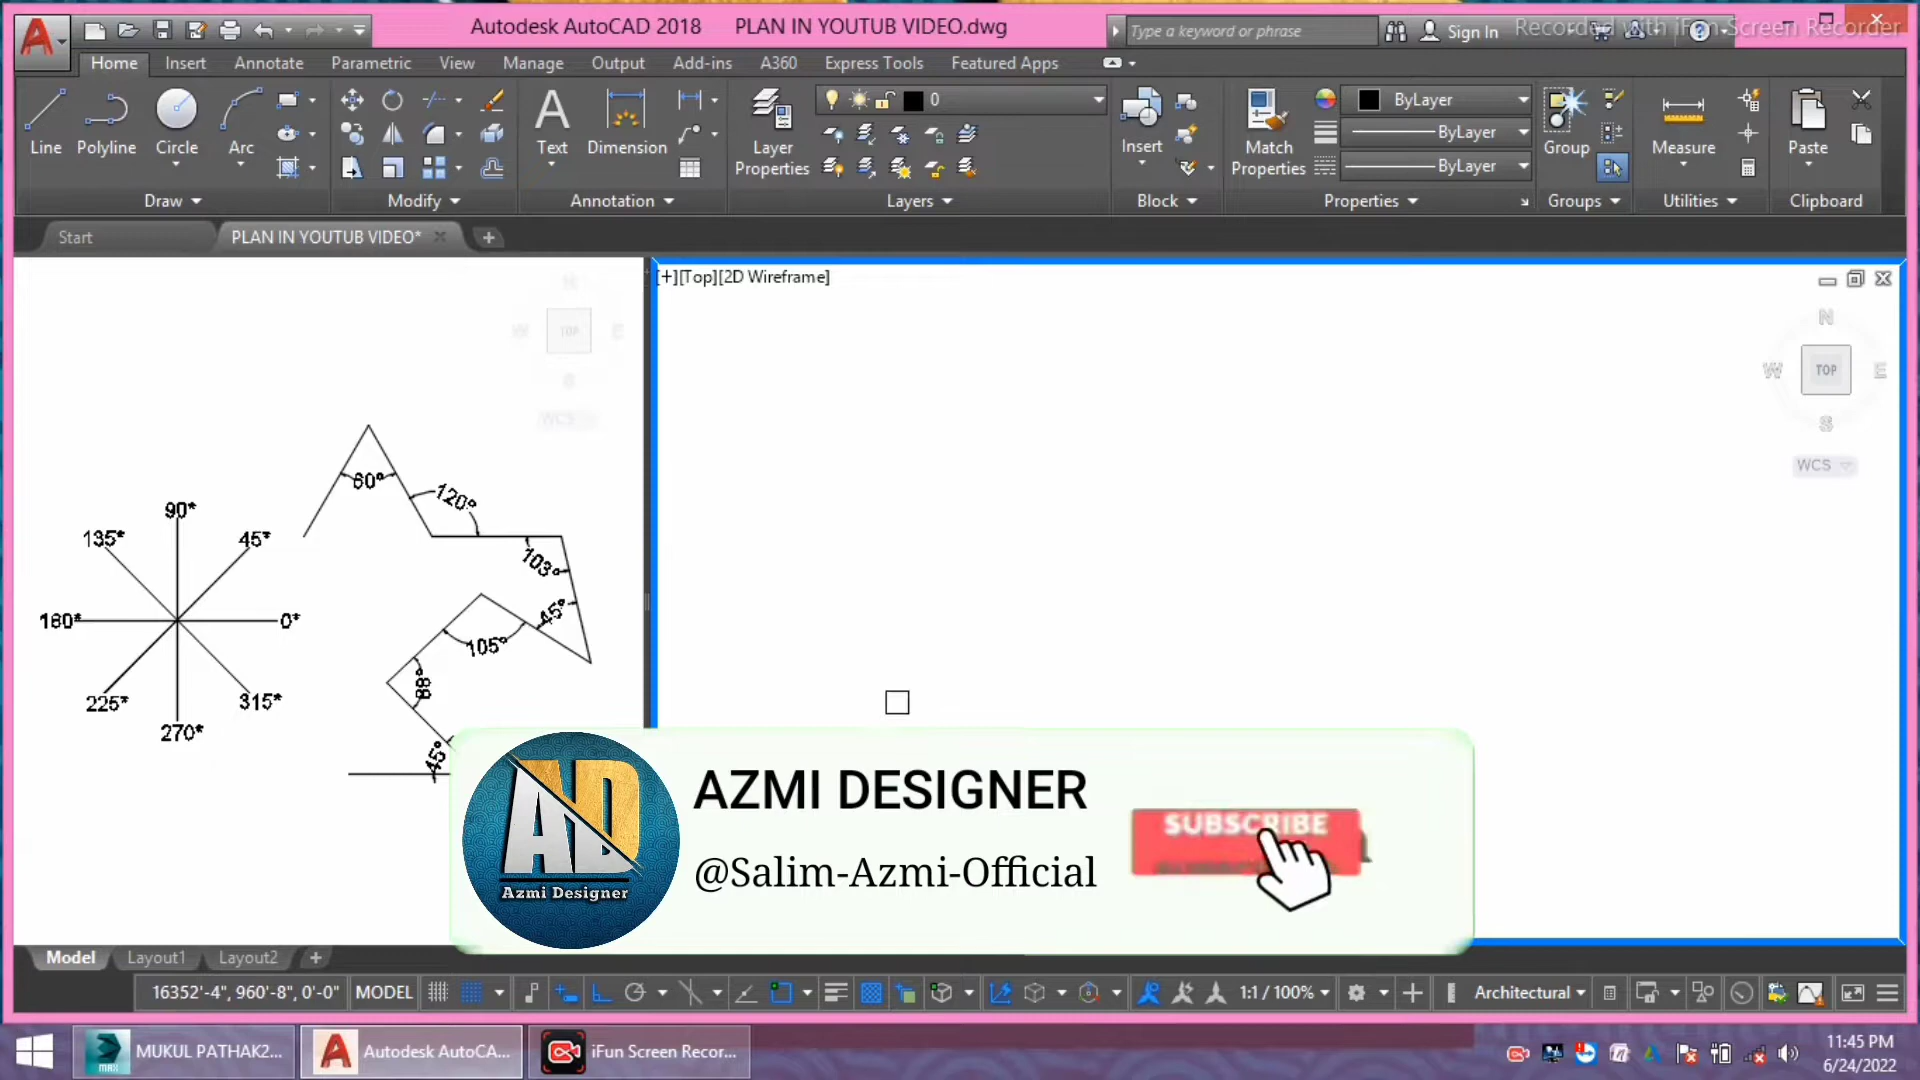 Autodesk AutoCAD 2018 PLAN IN YOUTUB VIDEO.dwg
Type a keyword or phrase
Sign In
Recorded with iFun Screen Recorder
Home Insert Annotate Parametric View Manage Output Add-ins A360 Express Tools Featured Apps
0
ByLayer
ByLayer
ByLayer
Line Polyline Circle Arc
Text Dimension
Layer Properties
Insert
Match Properties
Group
Measure
Paste
Draw Modify Annotation Layers Block Properties Groups Utilities Clipboard
Start PLAN IN YOUTUB VIDEO*
[+][Top][2D Wireframe]
W TOP E
WCS
N
W TOP E
S
WCS
60°
120°
103°
45°
105°
88°
45°
90*
135* 45*
180* 0*
225* 315*
270*
AD
Azmi Designer
AZMI DESIGNER
@Salim-Azmi-Official
SUBSCRIBE
Model Layout1 Layout2
16352'-4", 960'-8", 0'-0" MODEL 1:1 / 100% Architectural
MUKUL PATHAK2... Autodesk AutoCA... iFun Screen Recor...
11:45 PM
6/24/2022